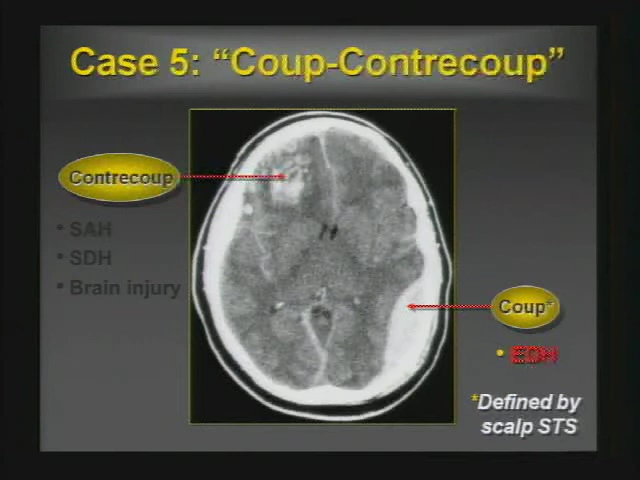 Case 5: “Coup-Contrecoup”
Contrecoup
• SAH
• SDH
• Brain injury
Coup*
• EDH
*Defined by
scalp STS